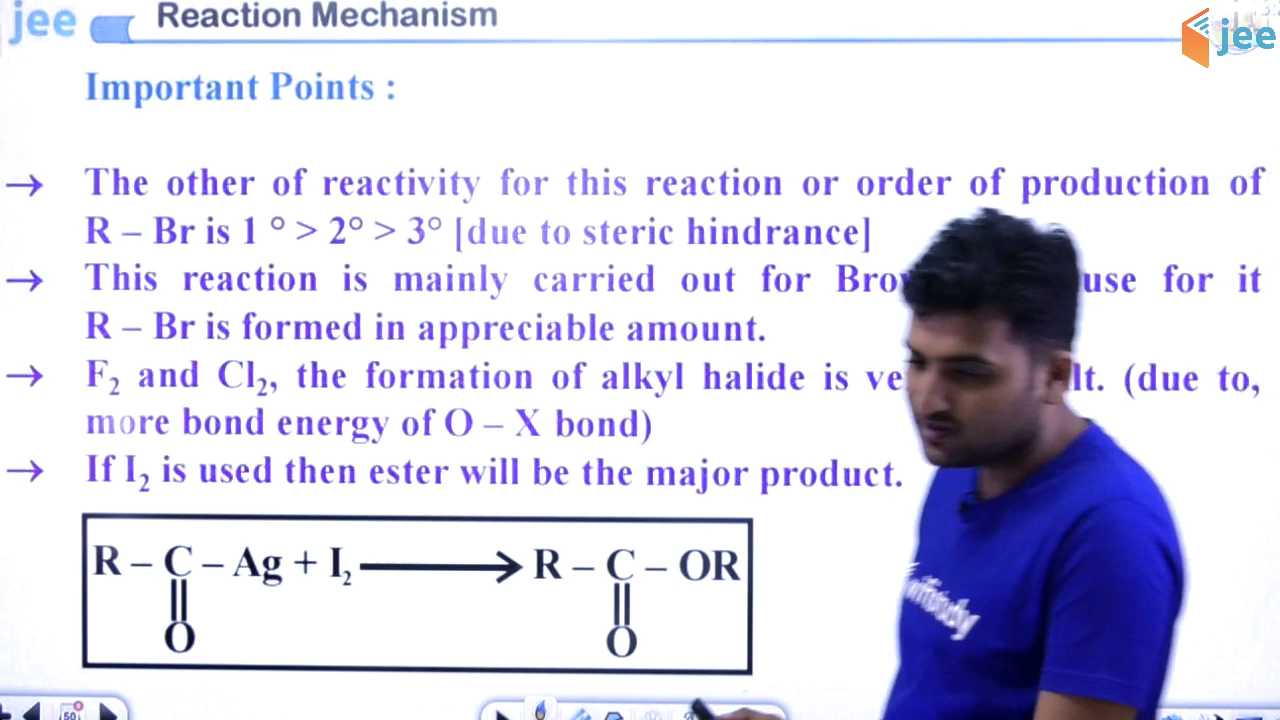 jee
Reaction Mechanism
jee
Important Points :
→ The other of reactivity for this reaction or order of production of
R – Br is 1 ° > 2° > 3° [due to steric hindrance]
→ This reaction is mainly carried out for use for it
R – Br is formed in appreciable amount.
→ F₂ and Cl₂, the formation of alkyl halide is (due to,
more bond energy of O – X bond)
→ If I₂ is used then ester will be the major product.
R – C – Ag + I₂ ⟶ R – C – OR
|| ||
O O
50